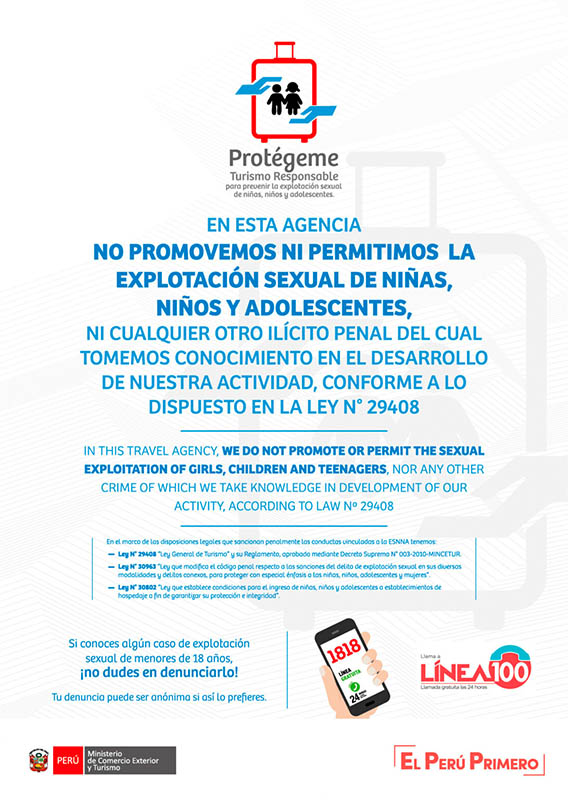 Protégeme
Turismo Responsable
para prevenir la explotación sexual
de niñas, niños y adolescentes.
EN ESTA AGENCIA
NO PROMOVEMOS NI PERMITIMOS LA
EXPLOTACIÓN SEXUAL DE NIÑAS,
NIÑOS Y ADOLESCENTES,
NI CUALQUIER OTRO ILÍCITO PENAL DEL CUAL
TOMEMOS CONOCIMIENTO EN EL DESARROLLO
DE NUESTRA ACTIVIDAD, CONFORME A LO
DISPUESTO EN LA LEY N° 29408
IN THIS TRAVEL AGENCY, WE DO NOT PROMOTE OR PERMIT THE SEXUAL
EXPLOITATION OF GIRLS, CHILDREN AND TEENAGERS, NOR ANY OTHER
CRIME OF WHICH WE TAKE KNOWLEDGE IN DEVELOPMENT OF OUR
ACTIVITY, ACCORDING TO LAW Nº 29408
En el marco de las disposiciones legales que sancionan penalmente las conductas vinculadas a la ESNNA tenemos:
— Ley N° 29408 "Ley General de Turismo" y su Reglamento, aprobado mediante Decreto Supremo N° 003-2010-MINCETUR.
— Ley N° 30963 "Ley que modifica el código penal respecto a las sanciones del delito de explotación sexual en sus diversas
modalidades y delitos conexos, para proteger con especial énfasis a las niñas, niños, adolescentes y mujeres".
— Ley N° 30802 "Ley que establece condiciones para el ingreso de niñas, niños y adolescentes a establecimientos de
hospedaje a fin de garantizar su protección e integridad".
Si conoces algún caso de explotación
sexual de menores de 18 años,
¡no dudes en denunciarlo!
Tu denuncia puede ser anónima si así lo prefieres.
1818
LÍNEA
GRATUITA
24
Llama a
LÍNEA100
Llamada gratuita las 24 horas
PERÚ
Ministerio
de Comercio Exterior
y Turismo
EL PERÚ PRIMERO